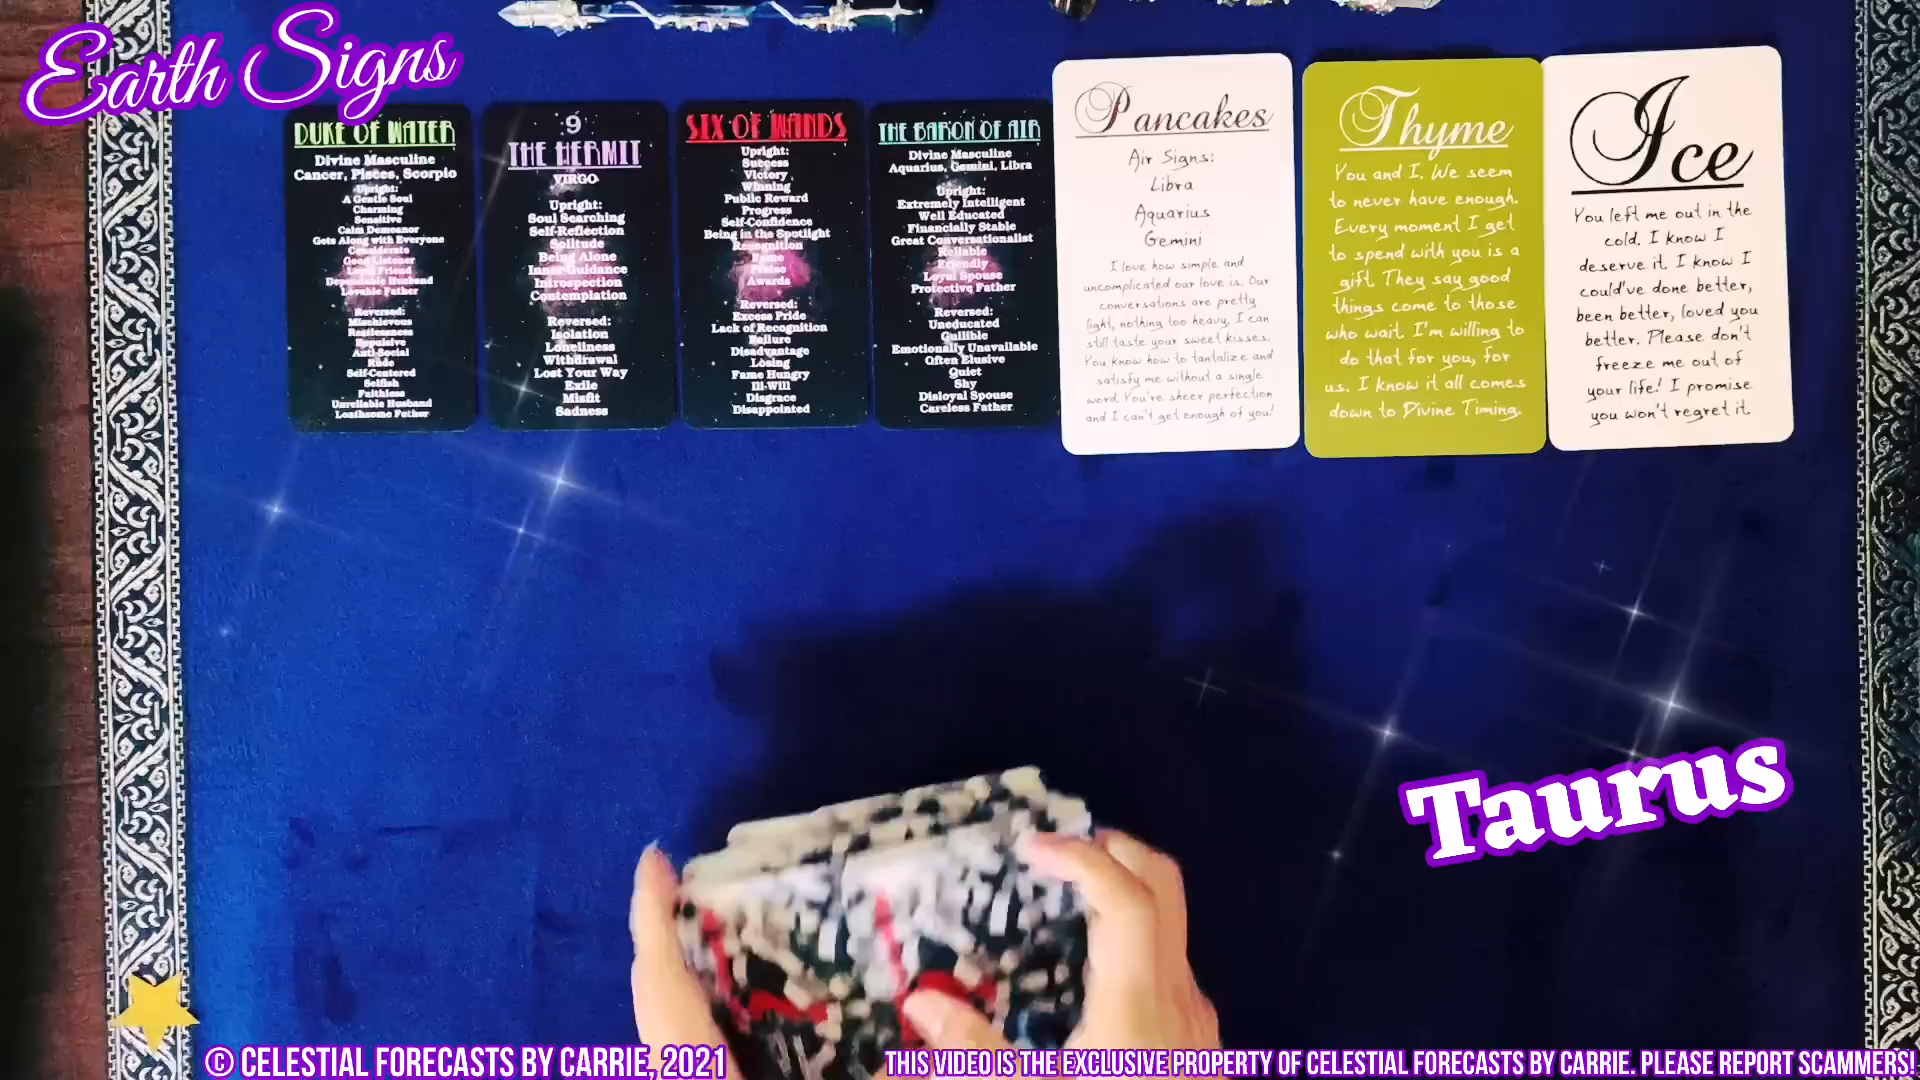 Earth Signs
DUKE OF WATER
Divine Masculine
Cancer, Pisces, Scorpio
Upright:
A Gentle Soul
Charming
Sensitive
Calm Demeanor
Gets Along with Everyone
Considerate
Good Listener
Loyal Friend
Dependable Husband
Lovable Father
Reversed:
Mischievous
Restlessness
Repulsive
Anti-Social
Rude
Self-Centered
Selfish
Faithless
Unreliable Husband
Loathsome Father
9
THE HERMIT
VIRGO
Upright:
Soul Searching
Self-Reflection
Solitude
Being Alone
Inner Guidance
Introspection
Contemplation
Reversed:
Isolation
Loneliness
Withdrawal
Lost Your Way
Exile
Misfit
Sadness
SIX OF WANDS
Upright:
Success
Victory
Winning
Public Reward
Progress
Self-Confidence
Being in the Spotlight
Recognition
Fame
Praise
Awards
Reversed:
Excess Pride
Lack of Recognition
Failure
Disadvantage
Losing
Fame Hungry
Ill-Will
Disgrace
Disappointed
THE BARON OF AIR
Divine Masculine
Aquarius, Gemini, Libra
Upright:
Extremely Intelligent
Well Educated
Financially Stable
Great Conversationalist
Reliable
Friendly
Loyal Spouse
Protective Father
Reversed:
Uneducated
Gullible
Emotionally Unavailable
Often Elusive
Quiet
Shy
Disloyal Spouse
Careless Father
Pancakes
Air Signs:
Libra
Aquarius
Gemini
I love how simple and
uncomplicated our love is. Our
conversations are pretty
light, nothing too heavy. I can
still taste your sweet kisses.
You know how to tantalize and
satisfy me without a single
word. You're sheer perfection
and I can't get enough of you!
Thyme
You and I. We seem
to never have enough.
Every moment I get
to spend with you is a
gift. They say good
things come to those
who wait. I'm willing to
do that for you, for
us. I know it all comes
down to Divine Timing.
Ice
You left me out in the
cold. I know I
deserve it. I know I
could've done better,
been better, loved you
better. Please don't
freeze me out of
your life! I promise
you won't regret it.
Taurus
© CELESTIAL FORECASTS BY CARRIE, 2021
THIS VIDEO IS THE EXCLUSIVE PROPERTY OF CELESTIAL FORECASTS BY CARRIE. PLEASE REPORT SCAMMERS!